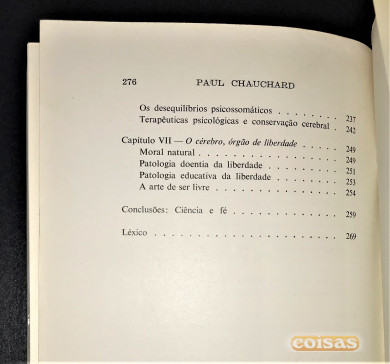 276 PAUL CHAUCHARD
Os desequilíbrios psicossomáticos . . . . . . . . 237
Terapêuticas psicológicas e conservação cerebral . 242
Capítulo VII — O cérebro, órgão de liberdade . . . . . 249
Moral natural . . . . . . . . . . . . . . . . . 249
Patologia doentia da liberdade . . . . . . . . . 251
Patologia educativa da liberdade . . . . . . . . 253
A arte de ser livre . . . . . . . . . . . . . . . 254
Conclusões: Ciência e fé . . . . . . . . . . . . . 259
Léxico . . . . . . . . . . . . . . . . . . . . . 269
coisas